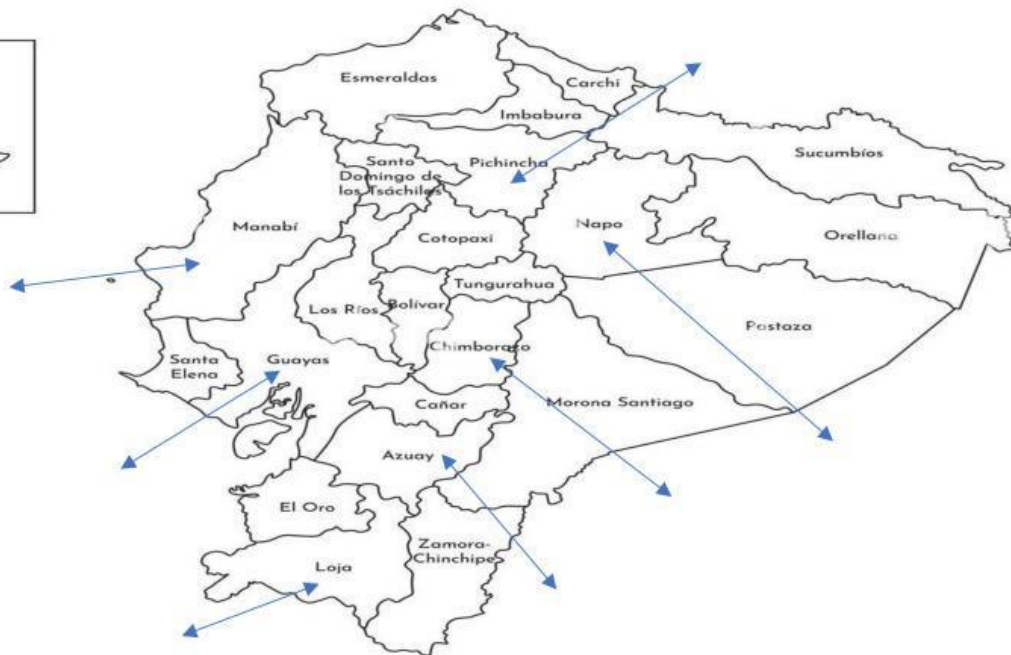 Esmeraldas
Carchi
Imbabura
Sucumbíos
Pichincha
Santo
Domingo de
los Tsáchilas
Manabí
Napo
Orellana
Cotopaxi
Tungurahua
Los Ríos
Bolívar
Pastaza
Chimborazo
Santa
Elena
Guayas
Morona Santiago
Cañar
Azuay
El Oro
Zamora-
Chinchipe
Loja